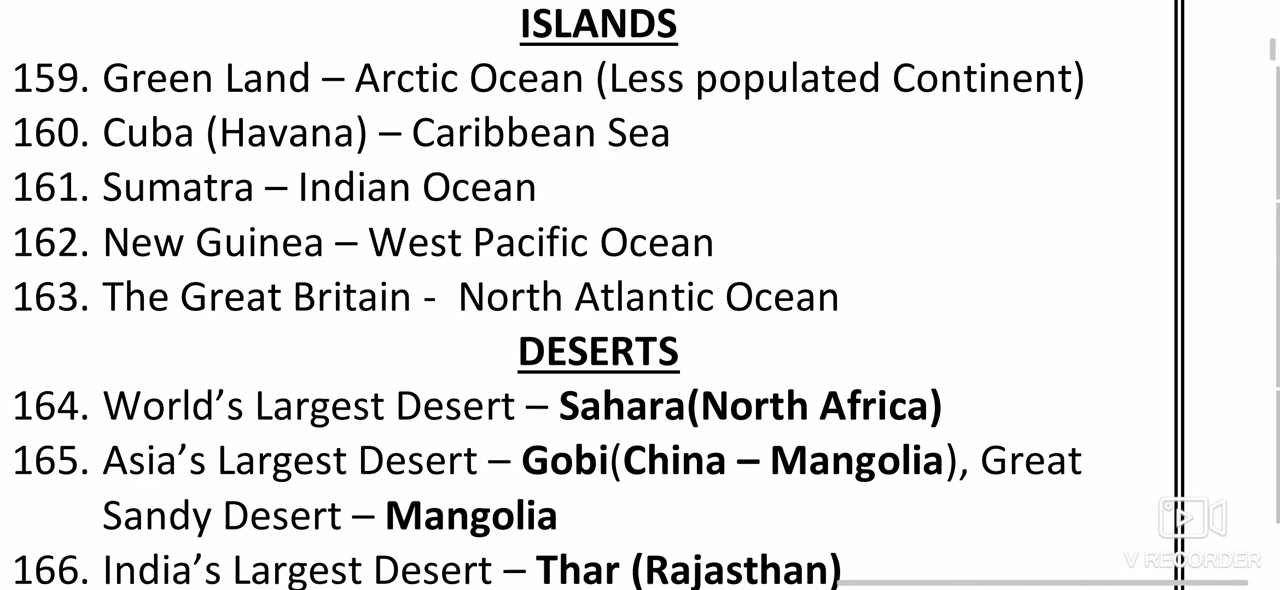 ISLANDS
159. Green Land – Arctic Ocean (Less populated Continent)
160. Cuba (Havana) – Caribbean Sea
161. Sumatra – Indian Ocean
162. New Guinea – West Pacific Ocean
163. The Great Britain -  North Atlantic Ocean
DESERTS
164. World’s Largest Desert – Sahara(North Africa)
165. Asia’s Largest Desert – Gobi(China – Mangolia), Great
Sandy Desert – Mangolia
166. India’s Largest Desert – Thar (Rajasthan)
V RECORDER